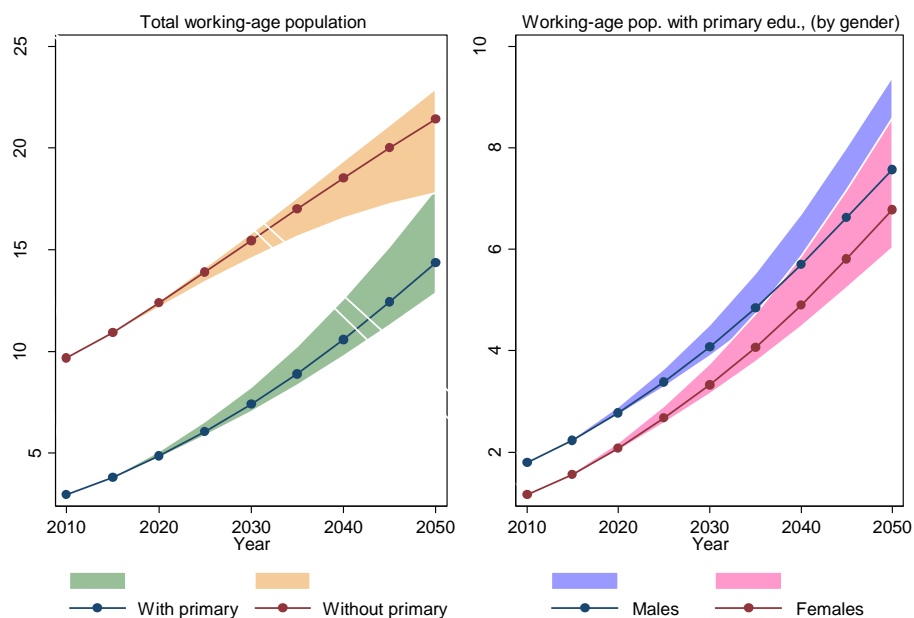 Total working-age population
25
20
15
10
5
2010 2020 2030 2040 2050
Year
With primary Without primary
Working-age pop. with primary edu., (by gender)
10
8
6
4
2
2010 2020 2030 2040 2050
Year
Males Females